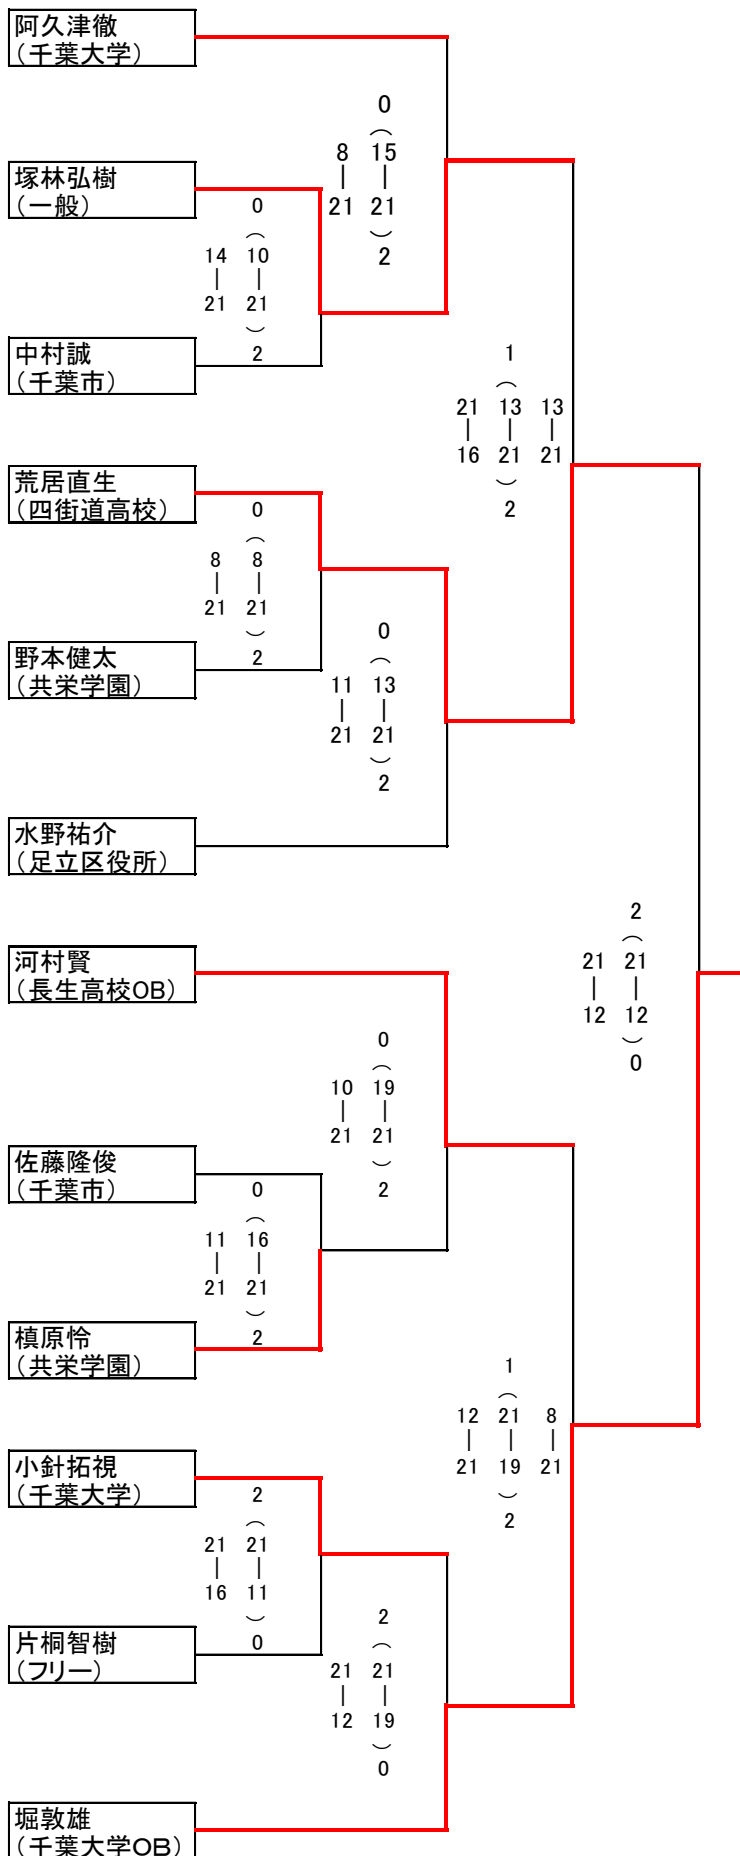 阿久津徹
（千葉大学）
0
（
8 15
| |
21 21
）
2
塚林弘樹
（一般）
0
（
14 10
| |
21 21
）
2
中村誠
（千葉市）
1
（
21 13 13
| | |
16 21 21
）
2
荒居直生
（四街道高校）
0
（
8 8
| |
21 21
）
2
野本健太
（共栄学園）
0
（
11 13
| |
21 21
）
2
水野祐介
（足立区役所）
2
（
21 21
| |
12 12
）
0
河村賢
（長生高校OB）
0
（
10 19
| |
21 21
）
2
佐藤隆俊
（千葉市）
0
（
11 16
| |
21 21
）
2
槙原怜
（共栄学園）
1
（
12 21 8
| | |
21 19 21
）
2
小針拓視
（千葉大学）
2
（
21 21
| |
16 11
）
0
片桐智樹
（フリー）
2
（
21 21
| |
12 19
）
0
堀敦雄
（千葉大学OB）